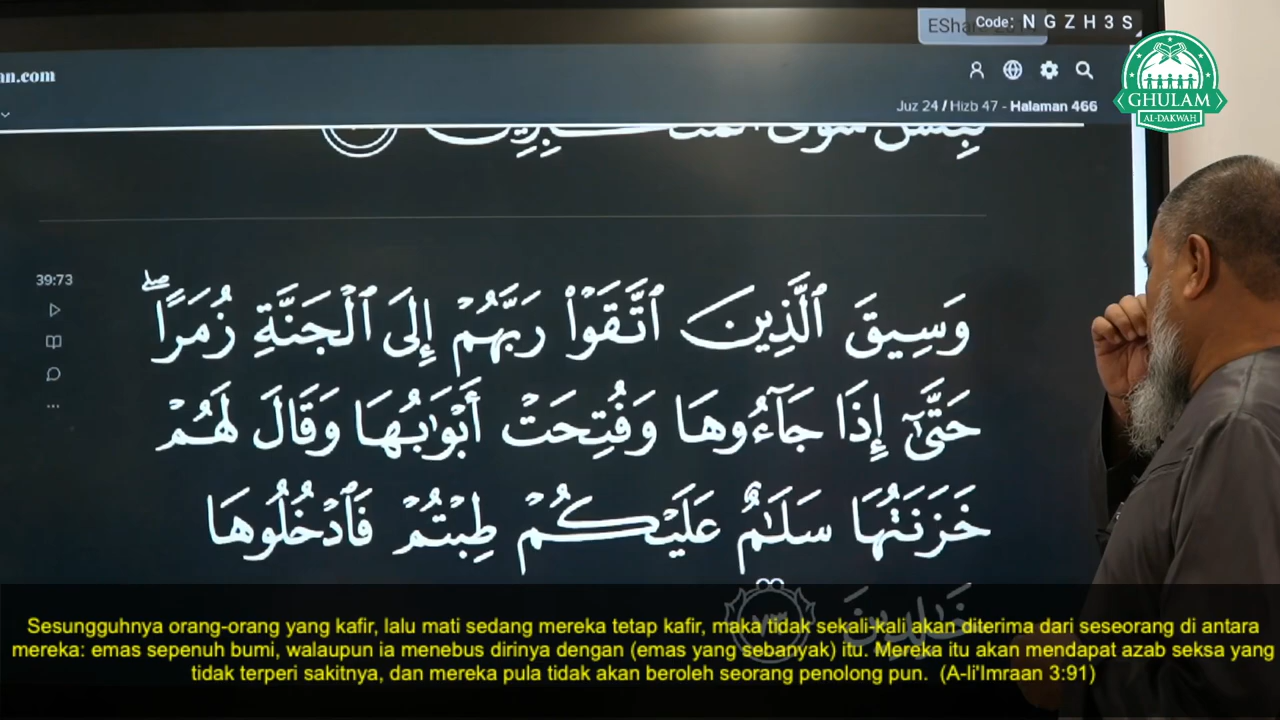 Code: N G Z H 3 S
EShar
an.com
GHULAM
AL-DAKWAH
Juz 24 / Hizb 47 - Halaman 466
39:73
وَسِيقَ ٱلَّذِينَ ٱتَّقَوْا۟ رَبَّهُمْ إِلَى ٱلْجَنَّةِ زُمَرًا ۖ
حَتَّىٰٓ إِذَا جَآءُوهَا وَفُتِحَتْ أَبْوَٰبُهَا وَقَالَ لَهُمْ
خَزَنَتُهَا سَلَـٰمٌ عَلَيْكُمْ طِبْتُمْ فَٱدْخُلُوهَا
خَـٰلِدِينَ ٧٣
Sesungguhnya orang-orang yang kafir, lalu mati sedang mereka tetap kafir, maka tidak sekali-kali akan diterima dari seseorang di antara
mereka: emas sepenuh bumi, walaupun ia menebus dirinya dengan (emas yang sebanyak) itu. Mereka itu akan mendapat azab seksa yang
tidak terperi sakitnya, dan mereka pula tidak akan beroleh seorang penolong pun. (A-li'Imraan 3:91)